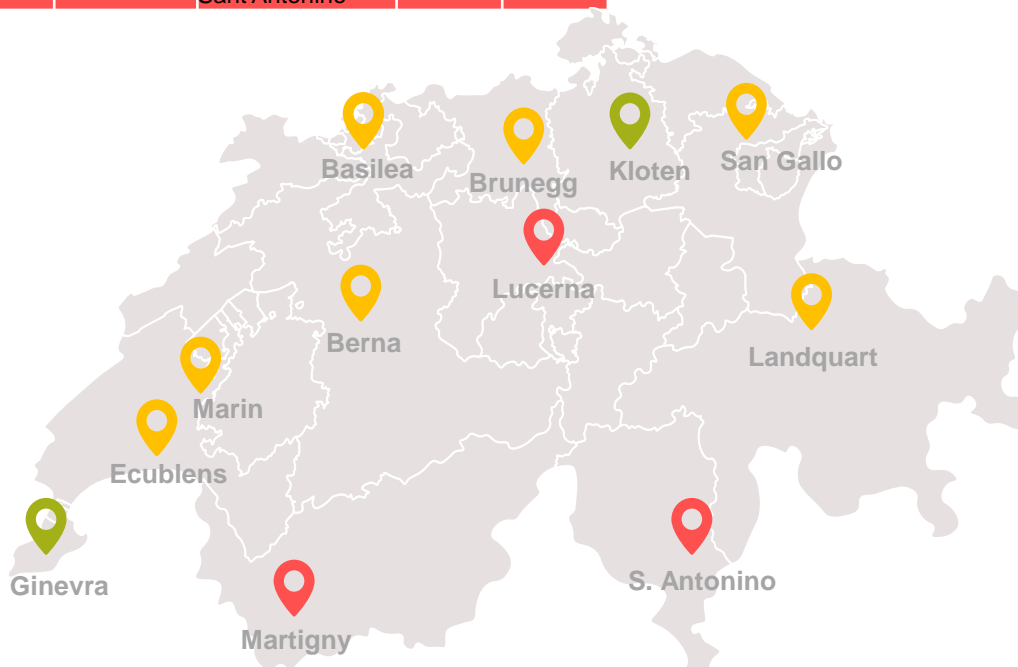 Sant'Antonino
Basilea
Brunegg
Kloten
San Gallo
Lucerna
Berna
Landquart
Marin
Ecublens
Ginevra
S. Antonino
Martigny